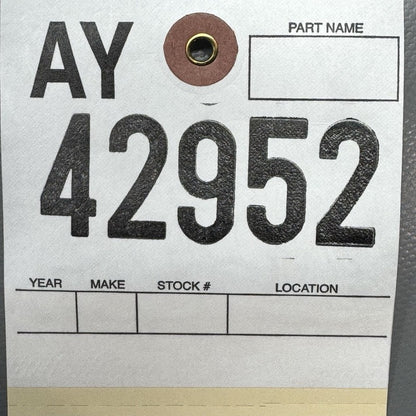 AY
PART NAME
42952
YEAR MAKE STOCK # LOCATION